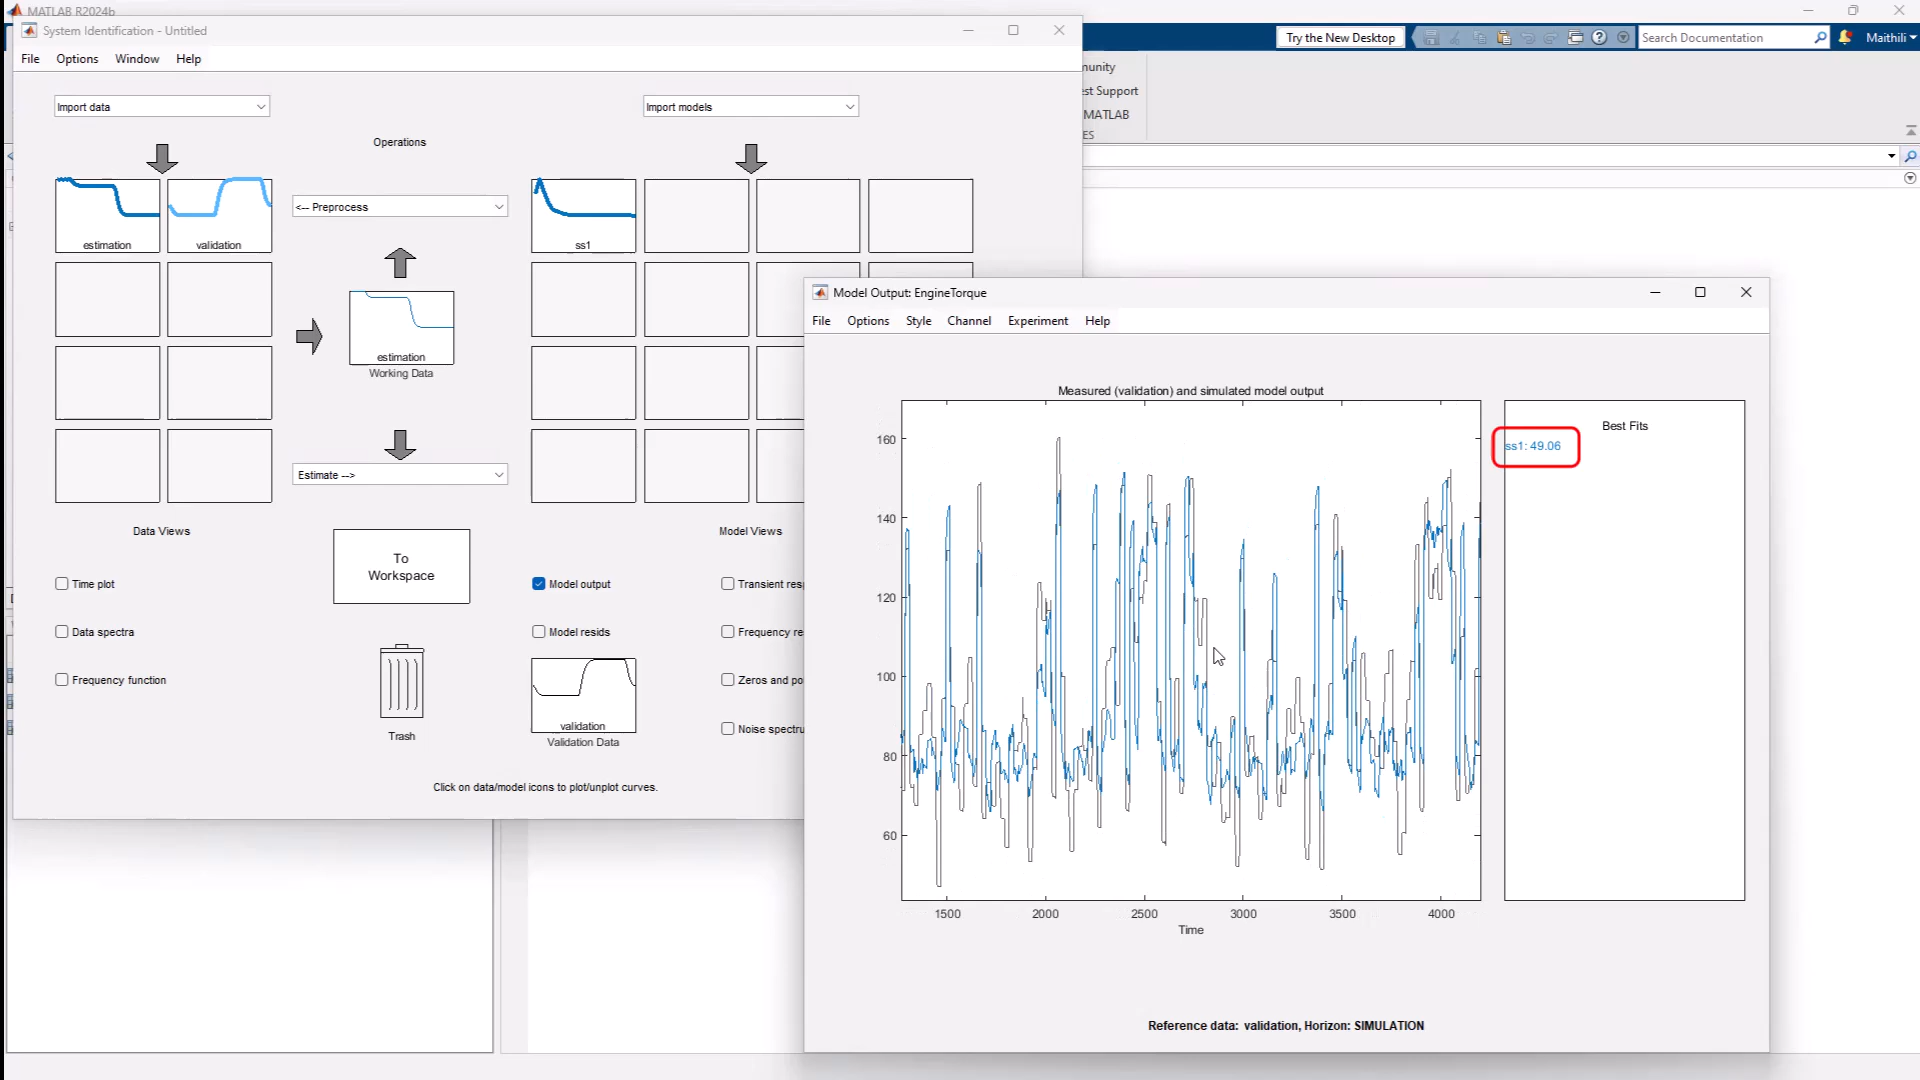 MATLAB R2024b
System Identification - Untitled
File Options Window Help
Try the New Desktop
Search Documentation
Maithili
munity
est Support
MATLAB
ES
Import data
Import models
Operations
<-- Preprocess
estimation
validation
ss1
estimation
Working Data
Estimate -->
Data Views
Model Views
To
Workspace
Time plot
Data spectra
Frequency function
Trash
Model output
Model resids
validation
Validation Data
Transient resp
Frequency re
Zeros and po
Noise spectru
Click on data/model icons to plot/unplot curves.
Model Output: EngineTorque
File Options Style Channel Experiment Help
Measured (validation) and simulated model output
160
140
120
100
80
60
1500 2000 2500 3000 3500 4000
Time
Best Fits
ss1: 49.06
Reference data: validation, Horizon: SIMULATION